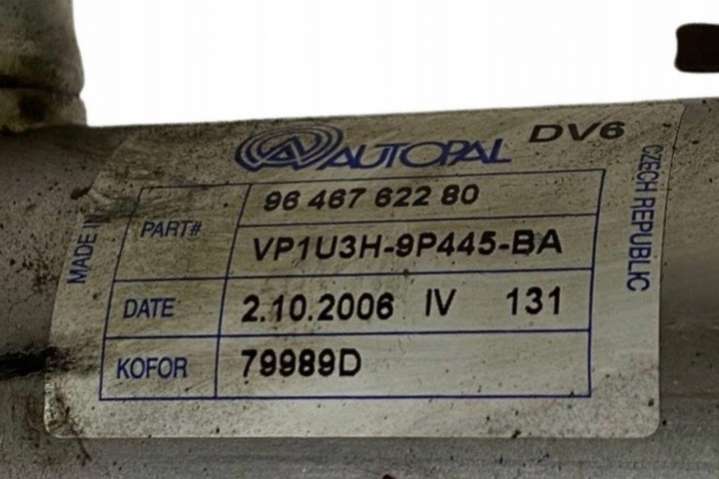 AUTOPAL DV6
MADE IN
CZECH REPUBLIC
PART# 96 467 622 80
VP1U3H-9P445-BA
DATE 2.10.2006 IV 131
KOFOR 79989D